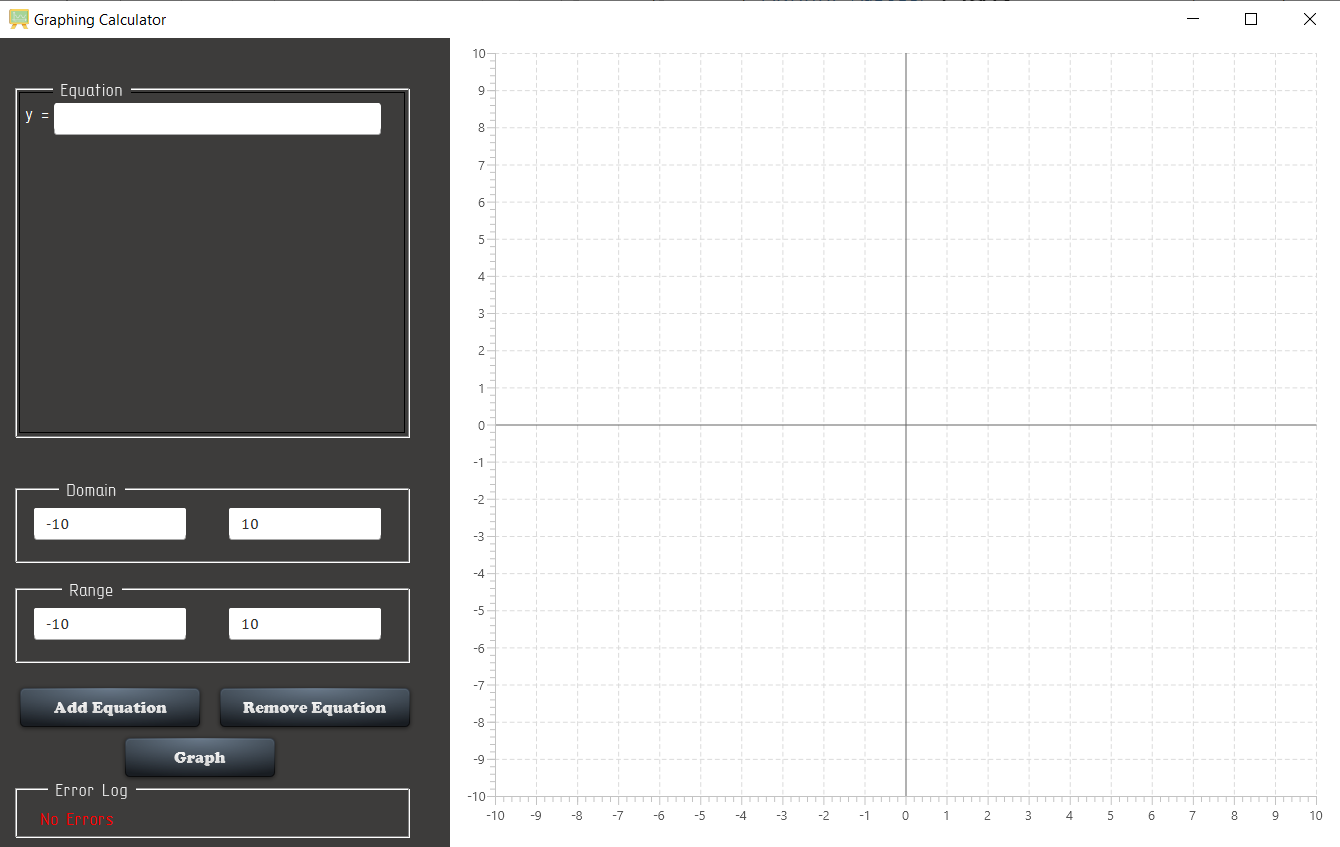 Graphing Calculator
Equation
y =
Domain
-10 10
Range
-10 10
Add Equation Remove Equation
Graph
Error Log
No Errors
10
9
8
7
6
5
4
3
2
1
0
-1
-2
-3
-4
-5
-6
-7
-8
-9
-10
-10 -9 -8 -7 -6 -5 -4 -3 -2 -1 0 1 2 3 4 5 6 7 8 9 10